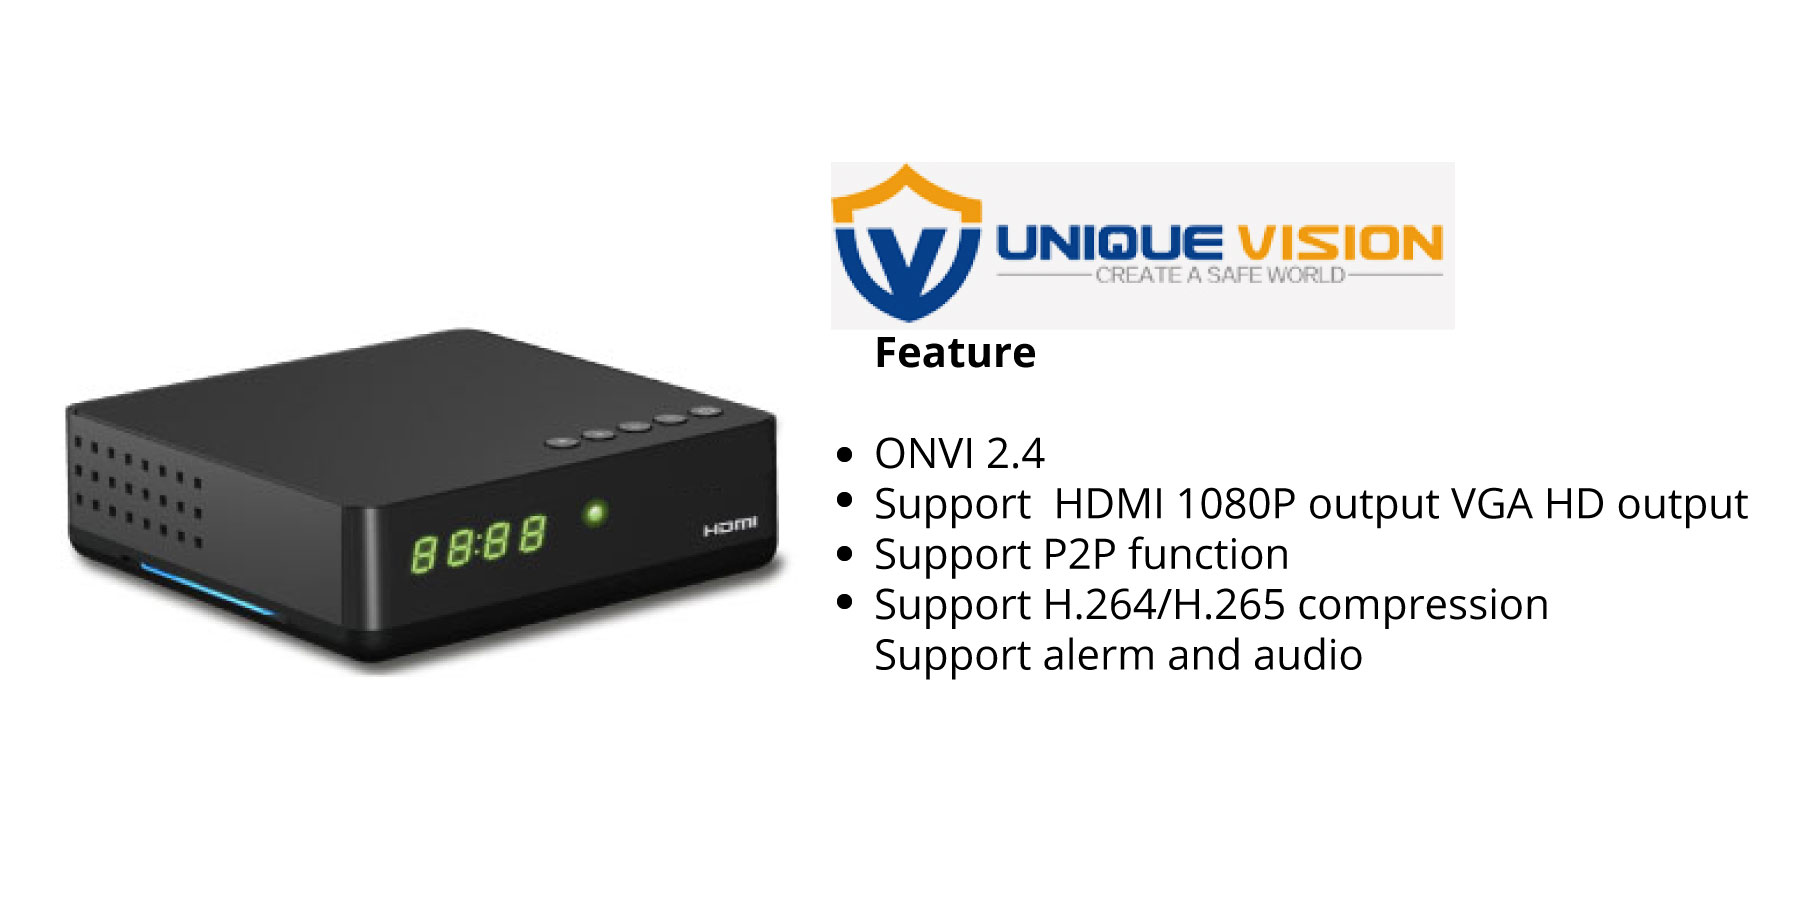 UNIQUE VISION
CREATE A SAFE WORLD
Feature
ONVI 2.4
Support  HDMI 1080P output VGA HD output
Support P2P function
Support H.264/H.265 compression
Support alerm and audio
88:88
HDMI